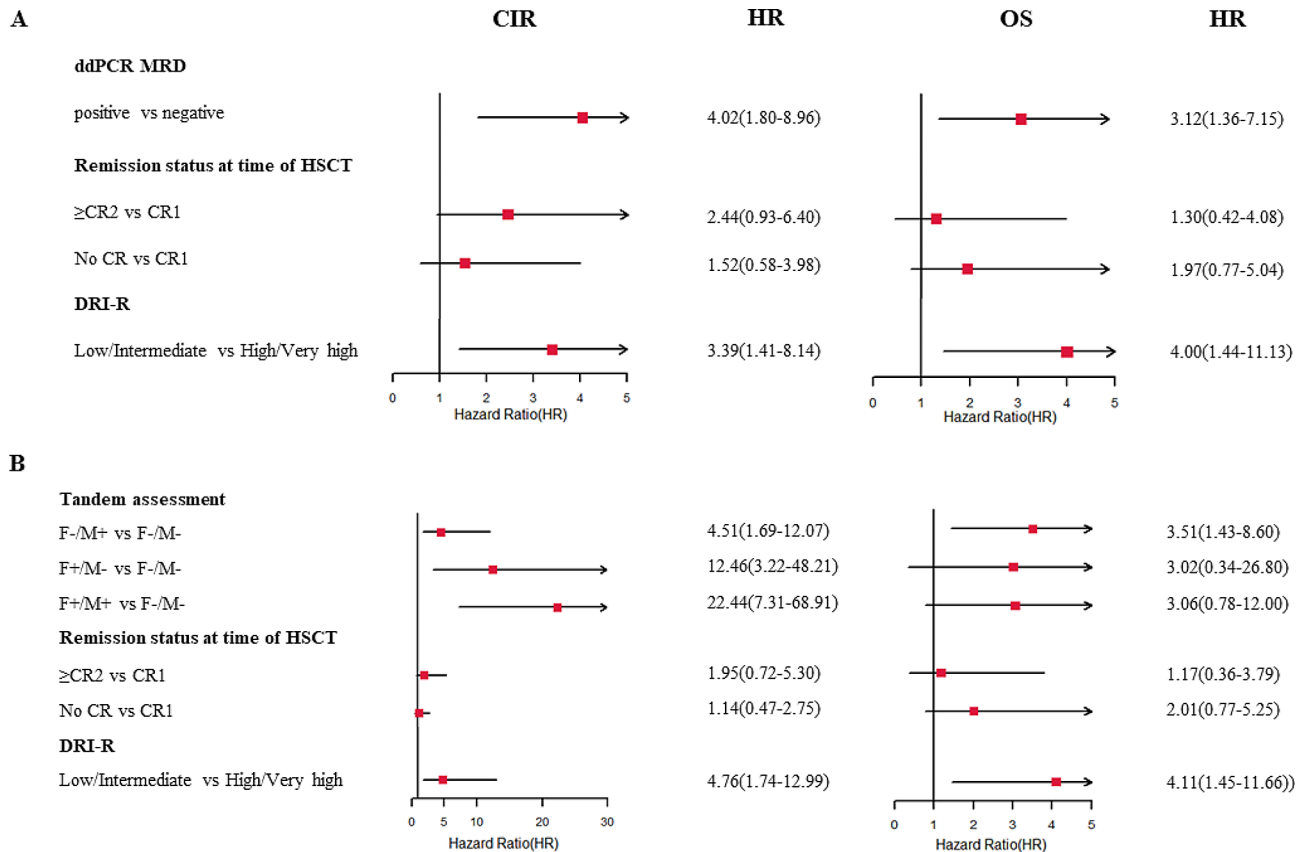 A CIR HR OS HR
ddPCR MRD
positive vs negative 4.02(1.80-8.96) 3.12(1.36-7.15)
Remission status at time of HSCT
≥CR2 vs CR1 2.44(0.93-6.40) 1.30(0.42-4.08)
No CR vs CR1 1.52(0.58-3.98) 1.97(0.77-5.04)
DRI-R
Low/Intermediate vs High/Very high 3.39(1.41-8.14) 4.00(1.44-11.13)
0 1 2 3 4 5 0 1 2 3 4 5
Hazard Ratio(HR) Hazard Ratio(HR)
B
Tandem assessment
F-/M+ vs F-/M- 4.51(1.69-12.07) 3.51(1.43-8.60)
F+/M- vs F-/M- 12.46(3.22-48.21) 3.02(0.34-26.80)
F+/M+ vs F-/M- 22.44(7.31-68.91) 3.06(0.78-12.00)
Remission status at time of HSCT
≥CR2 vs CR1 1.95(0.72-5.30) 1.17(0.36-3.79)
No CR vs CR1 1.14(0.47-2.75) 2.01(0.77-5.25)
DRI-R
Low/Intermediate vs High/Very high 4.76(1.74-12.99) 4.11(1.45-11.66))
0 1 5 10 20 30 0 1 2 3 4 5
Hazard Ratio(HR) Hazard Ratio(HR)